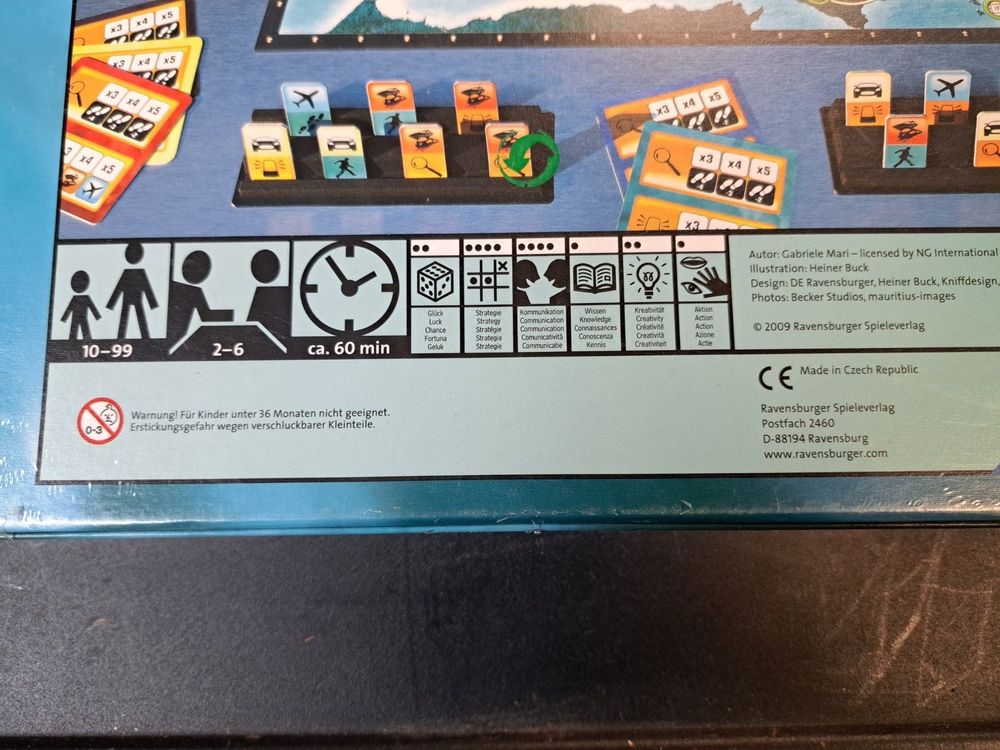 x3 x4 x5
x3 x4 x5
x3 x4 x5
x4 x5
x3 x4 x5
x3 x4 x5
x3
10–99
2–6
ca. 60 min
Glück
Luck
Chance
Fortuna
Geluk
Strategie
Strategy
Stratégie
Strategia
Strategie
Kommunikation
Communication
Communication
Comunicatività
Communicatie
Wissen
Knowledge
Connaissances
Conoscenza
Kennis
Kreativität
Creativity
Créativité
Creatività
Creativiteit
Aktion
Action
Action
Azione
Actie
Autor: Gabriele Mari – licensed by NG International
Illustration: Heiner Buck
Design: DE Ravensburger, Heiner Buck, Kniffdesign,
Photos: Becker Studios, mauritius-images
© 2009 Ravensburger Spieleverlag
0-3
Warnung! Für Kinder unter 36 Monaten nicht geeignet.
Erstickungsgefahr wegen verschluckbarer Kleinteile.
CE Made in Czech Republic
Ravensburger Spieleverlag
Postfach 2460
D-88194 Ravensburg
www.ravensburger.com